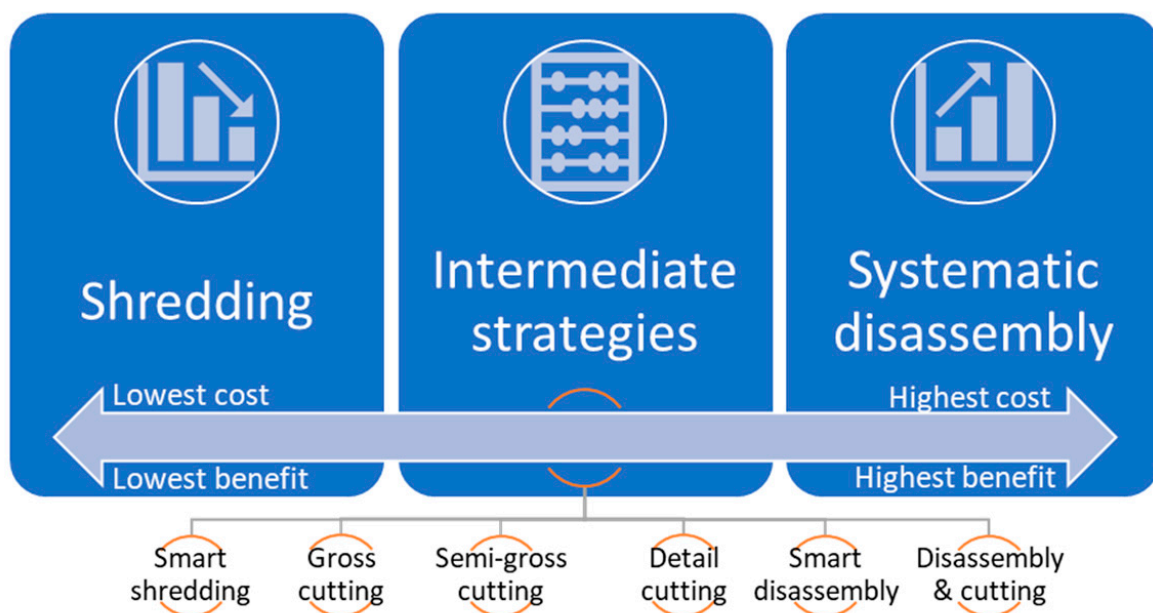 Shredding
Intermediate
strategies
Systematic
disassembly
Lowest cost
Highest cost
Lowest benefit
Highest benefit
Smart
shredding
Gross
cutting
Semi-gross
cutting
Detail
cutting
Smart
disassembly
Disassembly
& cutting